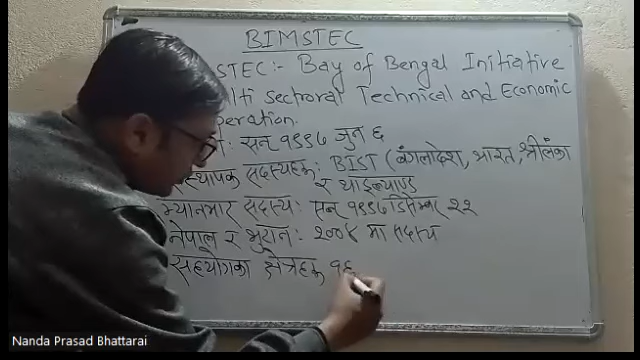 BIMSTEC
STEC:- Bay of Bengal Initiative
lti Sectoral Technical and Economic
peration.
: सन् १९९७ जुन ६
स्थापक सदस्यहरू: BIST (बंगलादेश, भारत, श्रीलंका
र थाइल्याण्ड
म्यानमार सदस्य: सन् १९९७ डिसेम्बर २२
नेपाल र भुटान: २००४ मा सदस्य
सहयोगका क्षेत्रहरू १६
Nanda Prasad Bhattarai